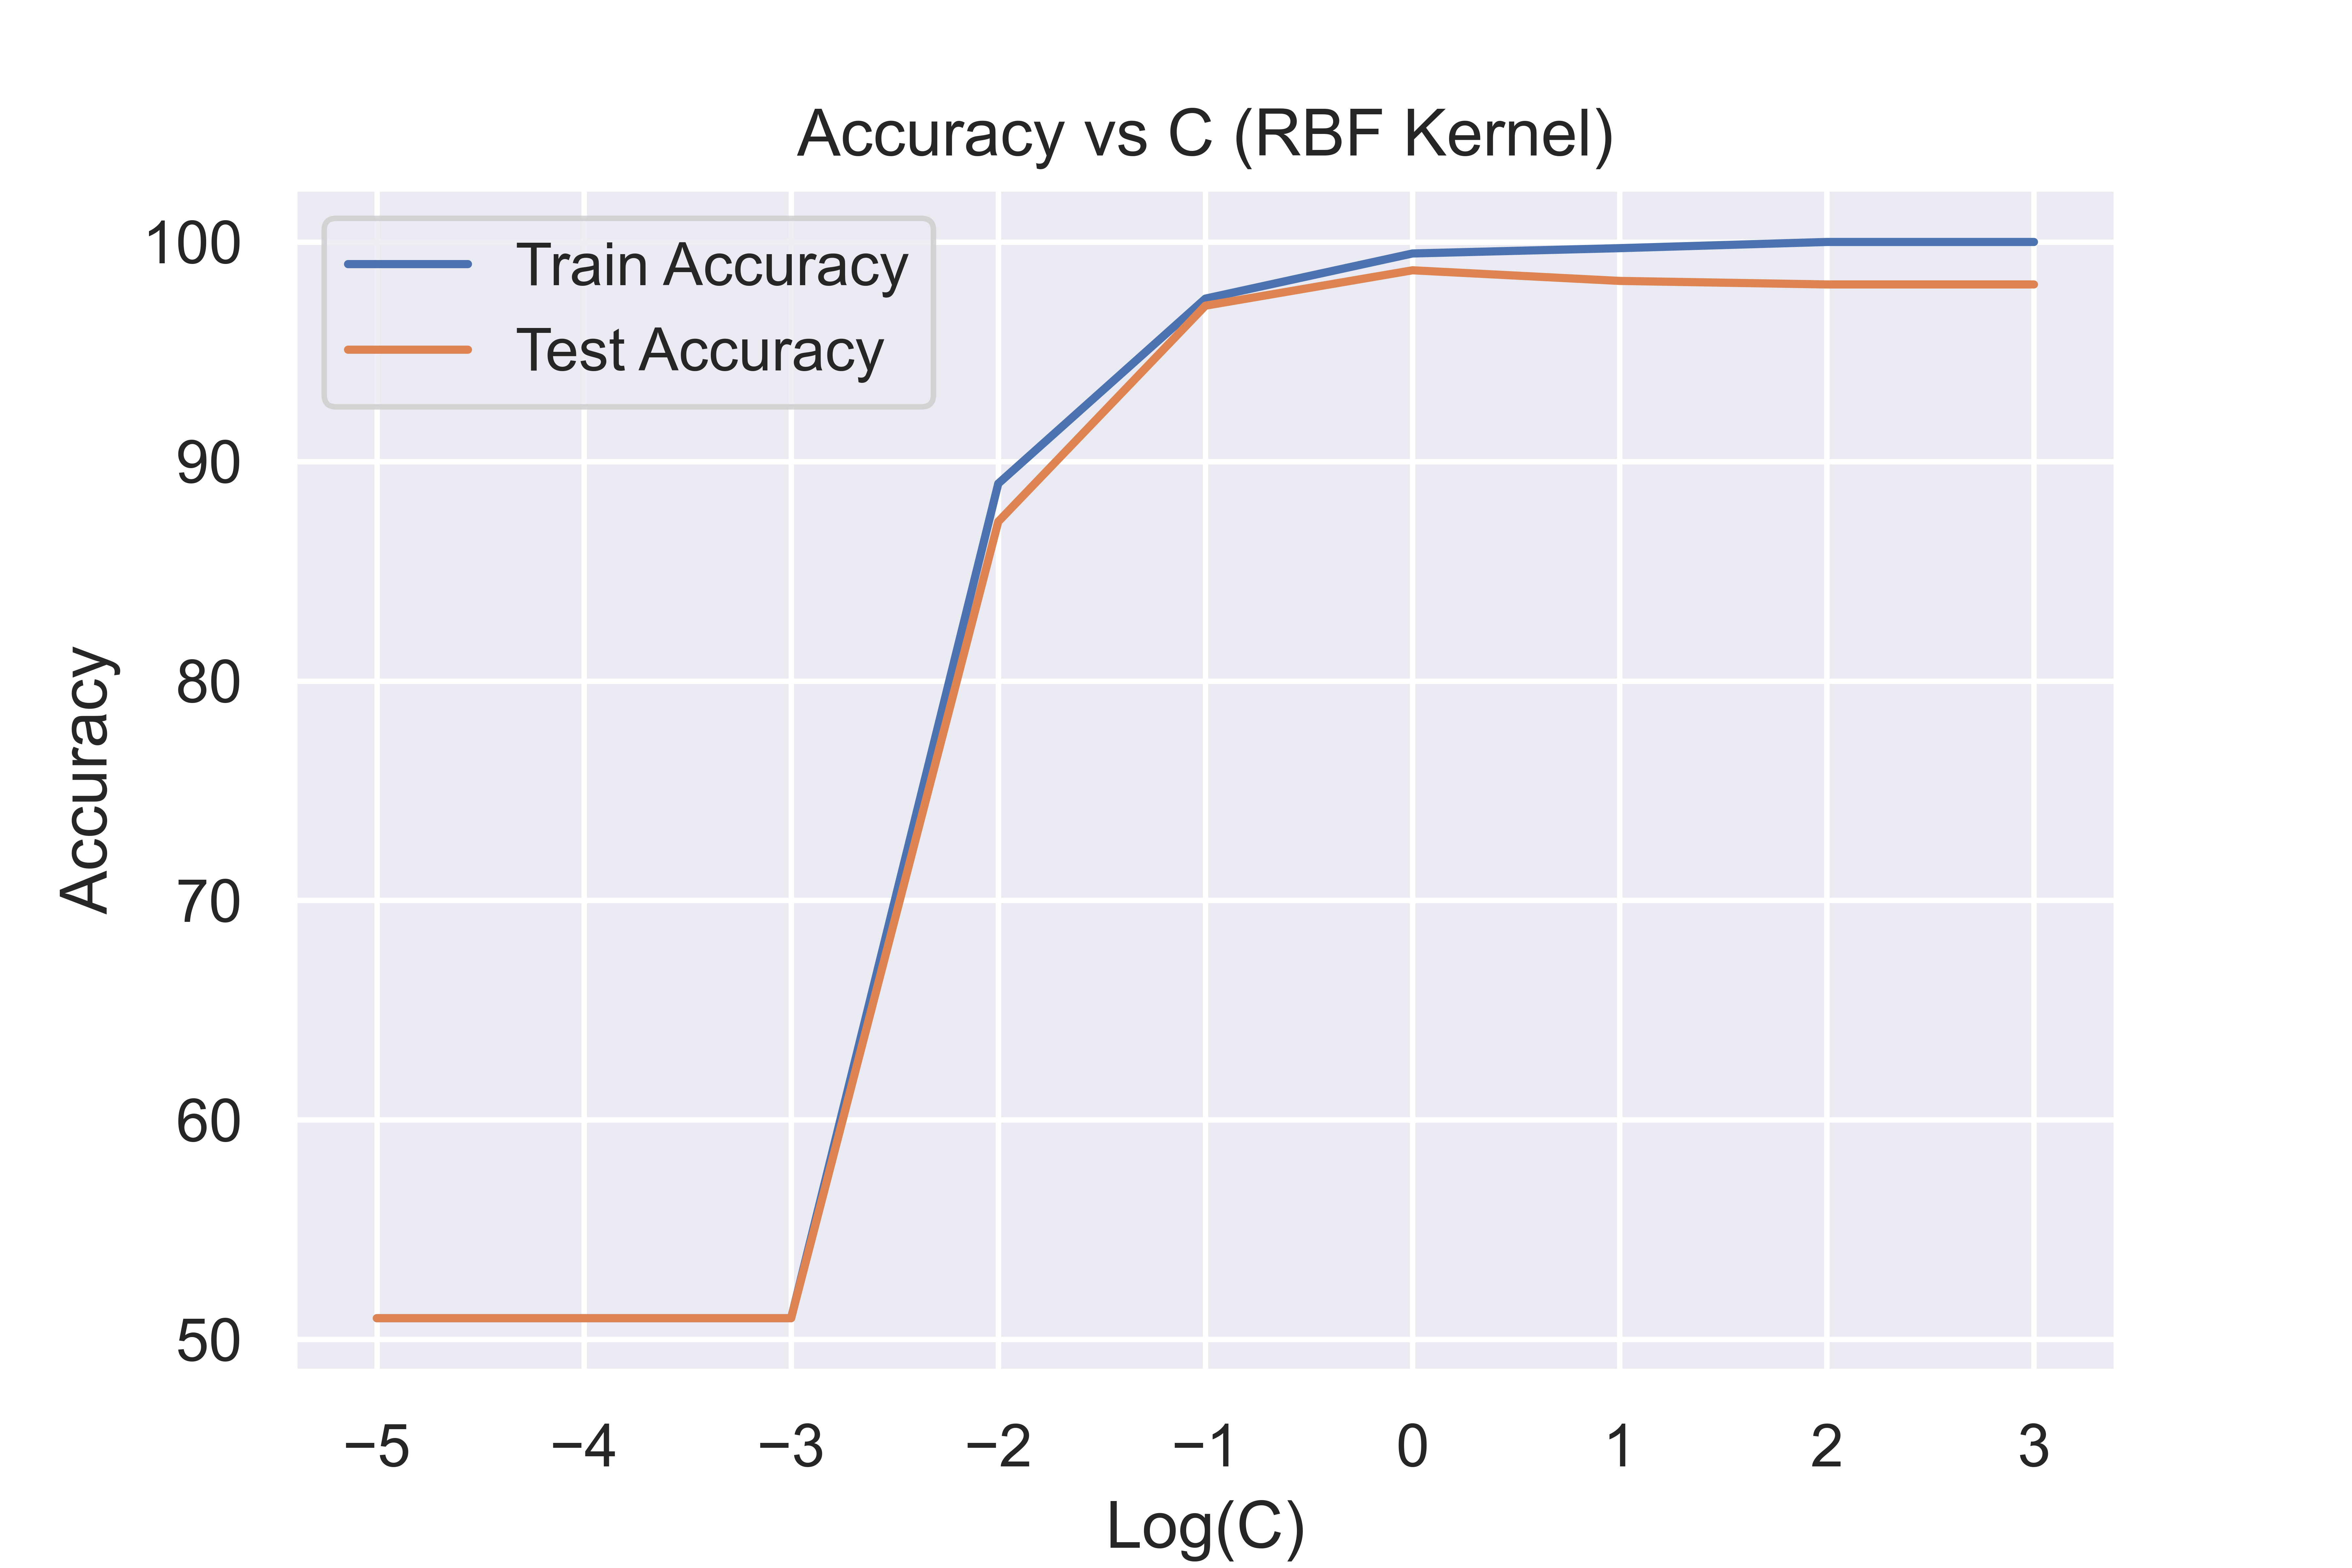 Accuracy vs C (RBF Kernel)
Train Accuracy
Test Accuracy
100
90
80
70
60
50
Accuracy
−5 −4 −3 −2 −1 0 1 2 3
Log(C)